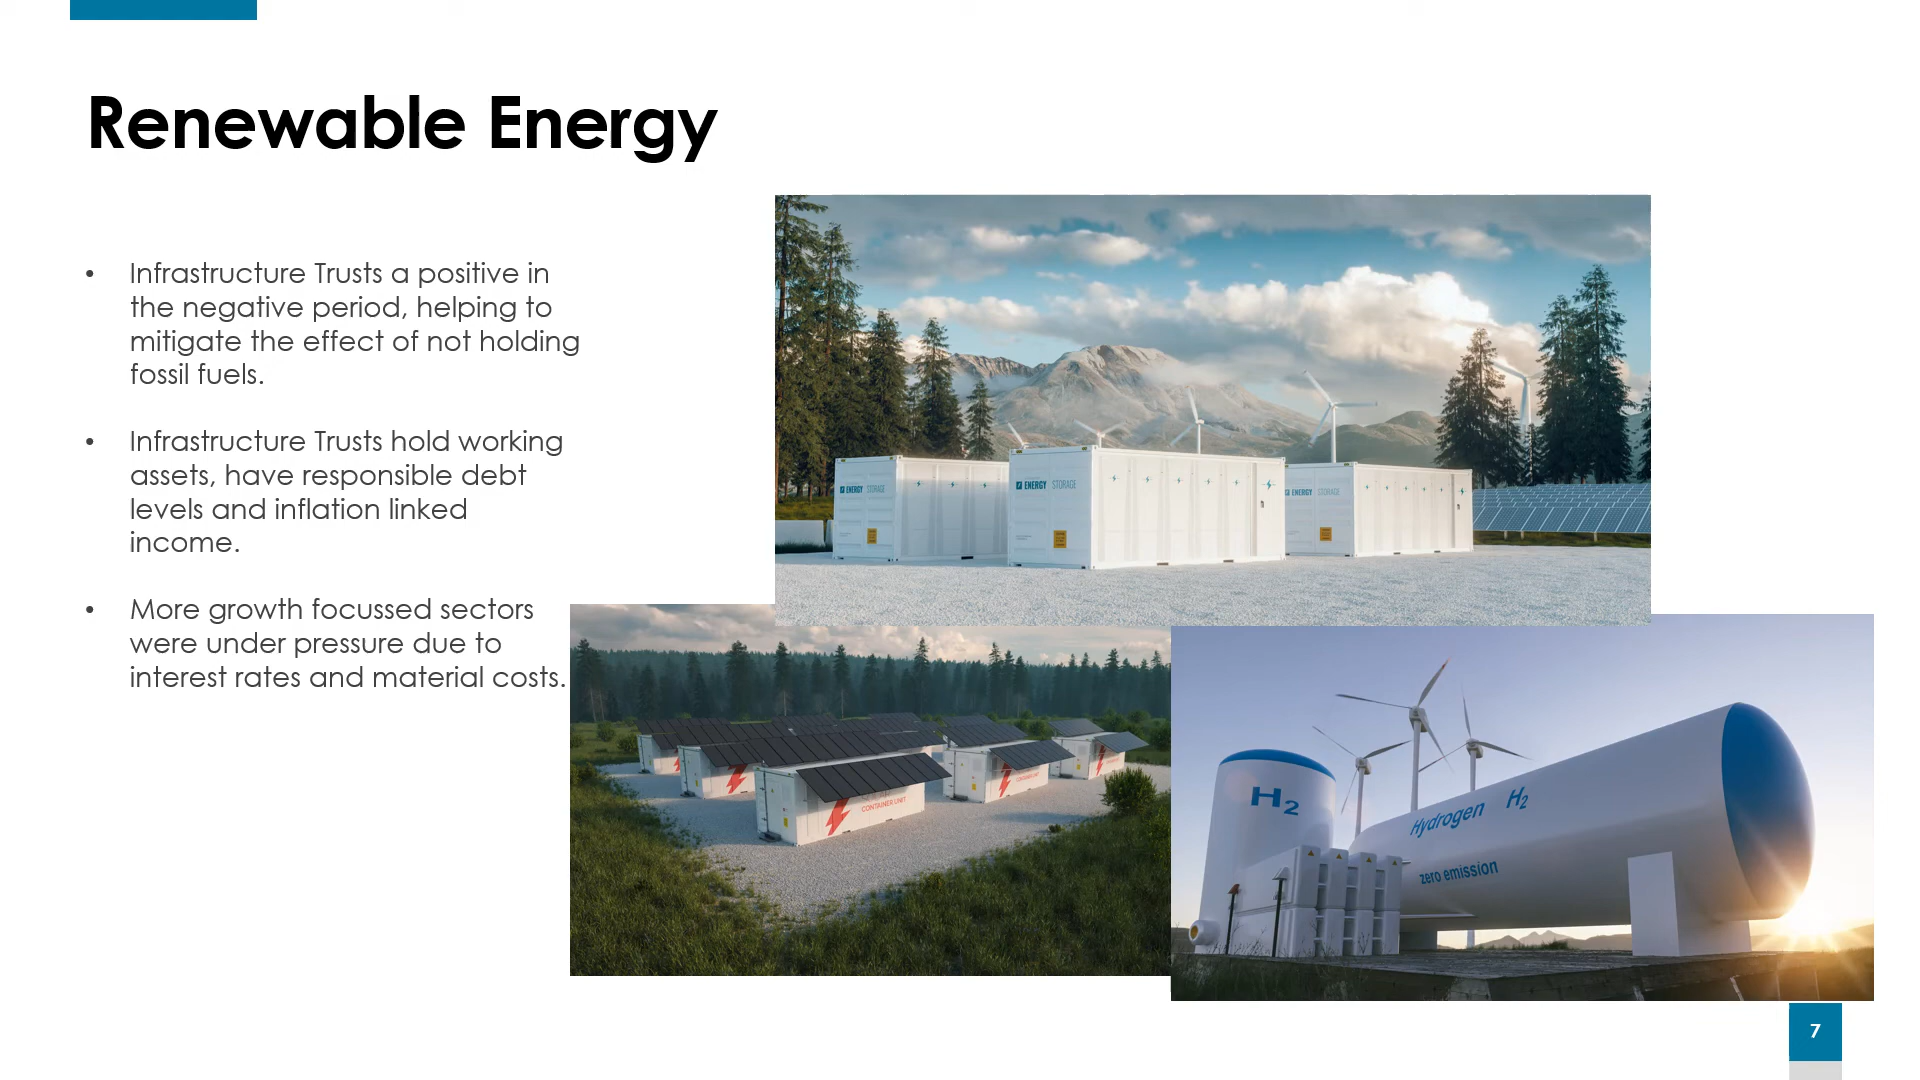 Renewable Energy
• Infrastructure Trusts a positive in
the negative period, helping to
mitigate the effect of not holding
fossil fuels.
• Infrastructure Trusts hold working
assets, have responsible debt
levels and inflation linked
income.
• More growth focussed sectors
were under pressure due to
interest rates and material costs.
ENERGY STORAGE
ENERGY STORAGE
ENERGY STORAGE
CONTAINER UNIT
H2
Hydrogen H2
zero emission
7